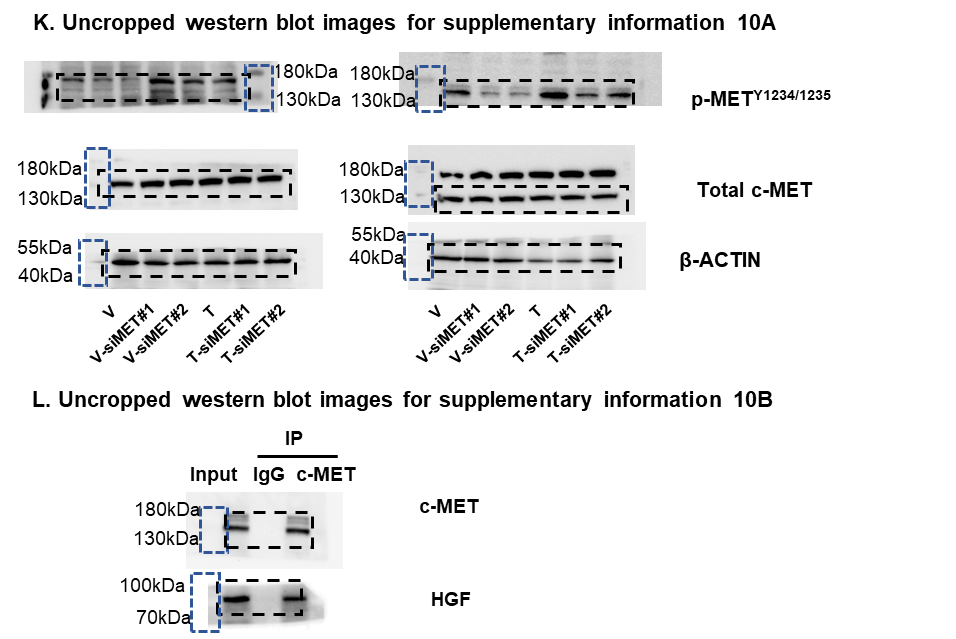 K. Uncropped western blot images for supplementary information 10A
180kDa
130kDa
180kDa
130kDa
p-METY1234/1235
180kDa
130kDa
180kDa
130kDa
Total c-MET
55kDa
40kDa
55kDa
40kDa
β-ACTIN
V
V-siMET#1
V-siMET#2
T
T-siMET#1
T-siMET#2
V
V-siMET#1
V-siMET#2
T
T-siMET#1
T-siMET#2
L. Uncropped western blot images for supplementary information 10B
IP
Input IgG c-MET
180kDa
130kDa
c-MET
100kDa
70kDa
HGF